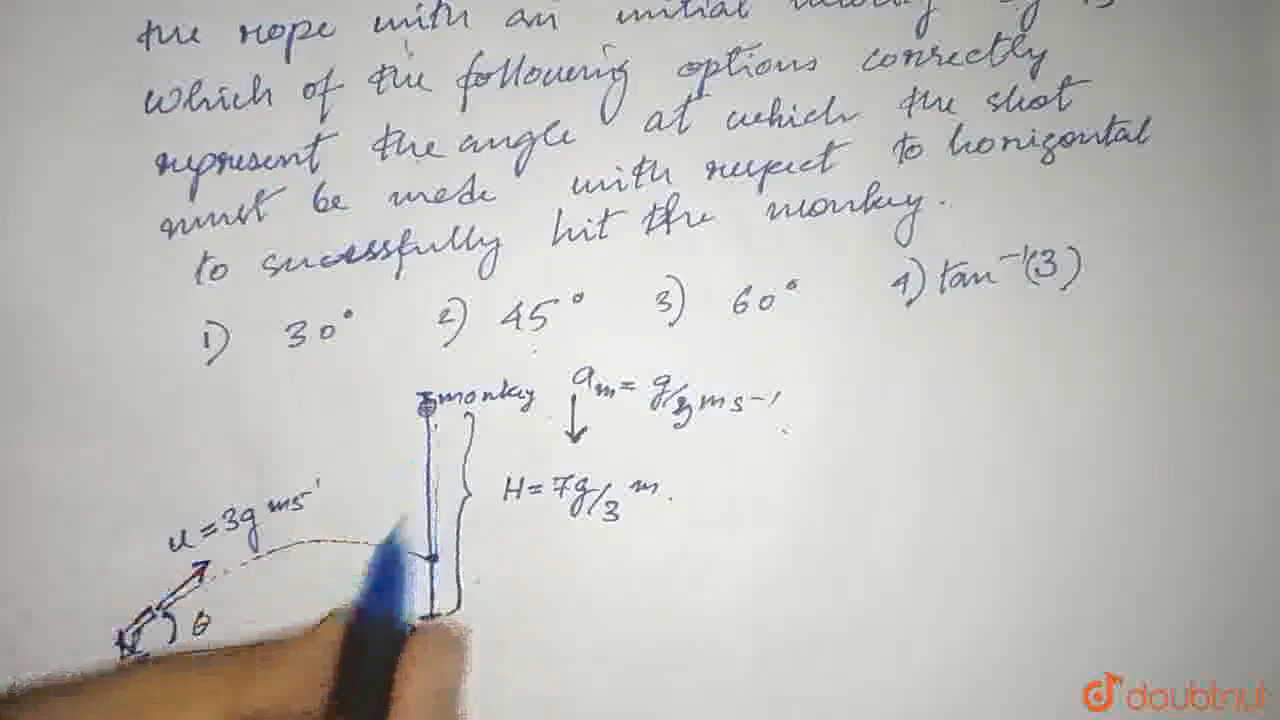 the rope with an initial
which of the following options correctly
represent the angle at which the shot
must be made with respect to horizontal
to sucessfully hit the monkey.
1) 30° 2) 45° 3) 60° 4) tan⁻¹(3)
monkey
aₘ = g/3 ms⁻¹
H = 7g/3 m.
u = 3g ms⁻¹
θ
doubtnut